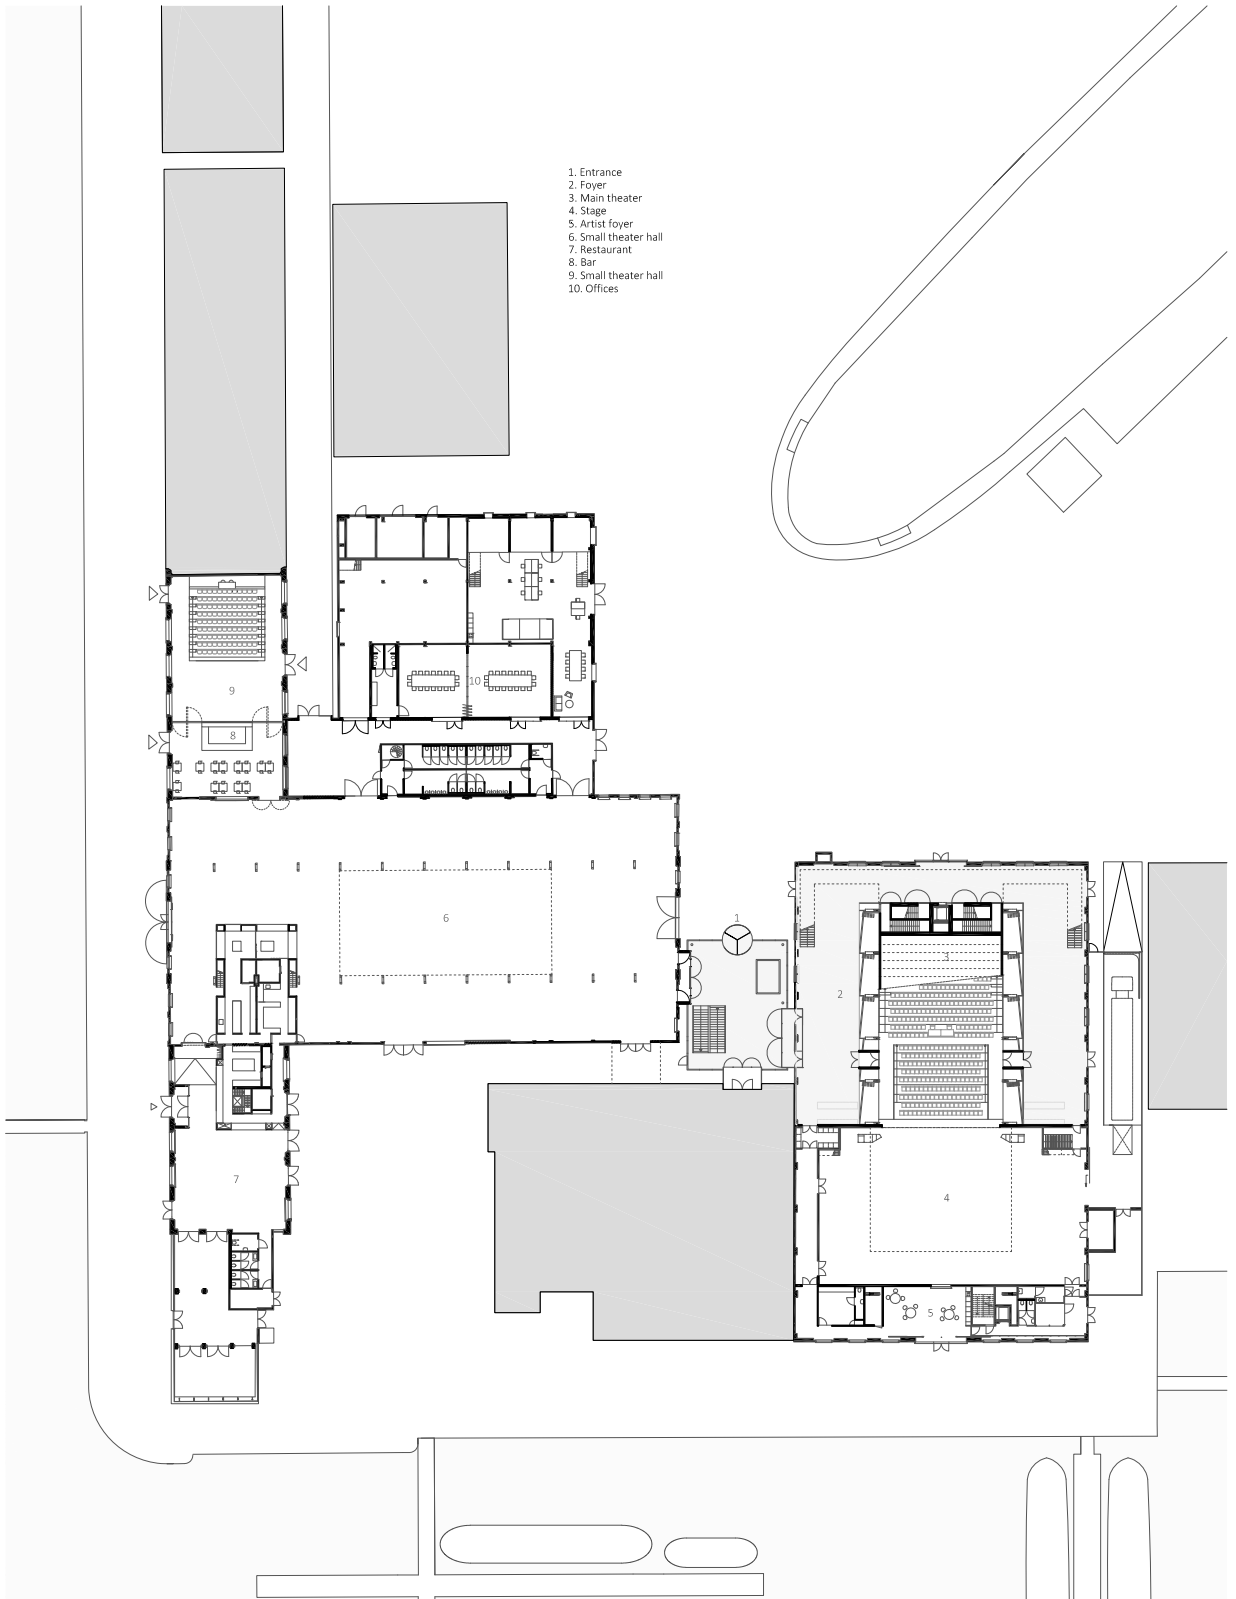 1. Entrance
2. Foyer
3. Main theater
4. Stage
5. Artist foyer
6. Small theater hall
7. Restaurant
8. Bar
9. Small theater hall
10. Offices
10
9
8
6
1
3
2
7
4
5